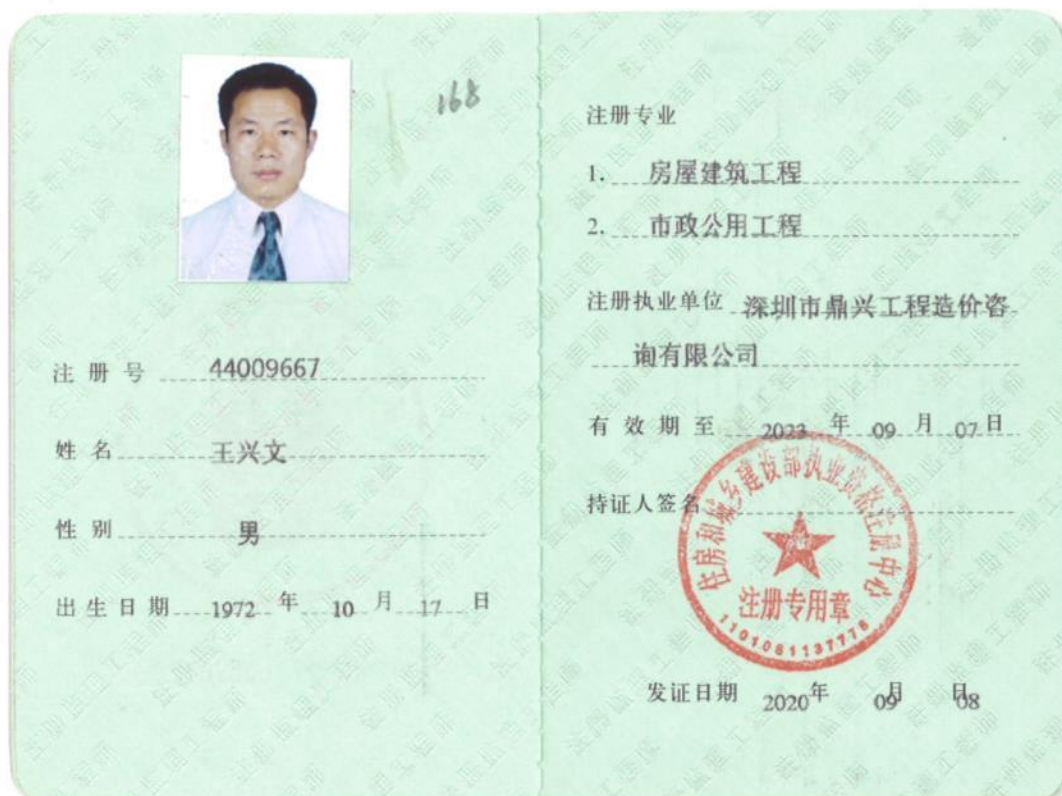 168
注册号 44009667
姓名 王兴文
性别 男
出生日期 1972 年 10 月 17 日
注册专业
1. 房屋建筑工程
2. 市政公用工程
注册执业单位 深圳市鼎兴工程造价咨
询有限公司
有效期至 2023 年 09 月 07 日
持证人签名
住房和城乡建设部执业资格注册中心
注册专用章
1101081137778
发证日期 2020年 09月 08日